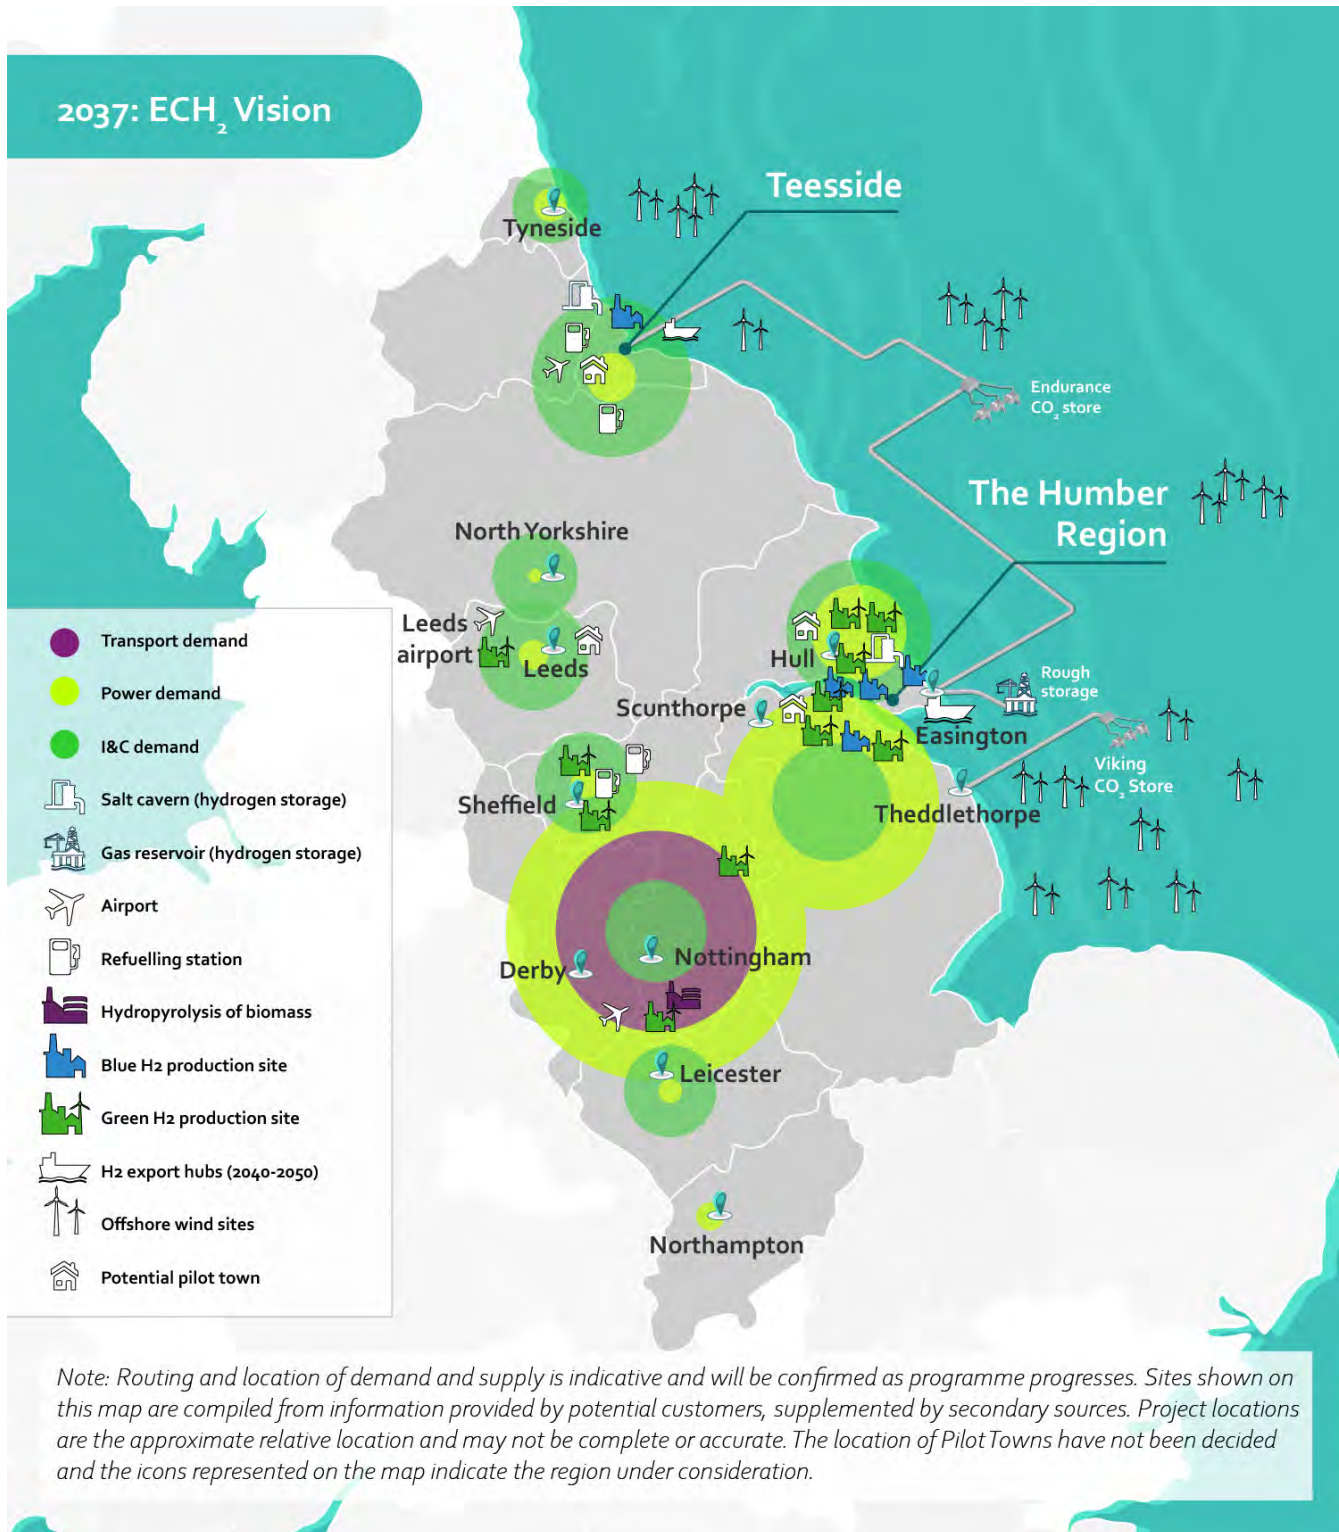 2037: ECH2 Vision
Teesside
Tyneside
Endurance
CO2 store
The Humber
Region
North Yorkshire
Leeds
airport
Leeds
Hull
Rough
storage
Scunthorpe
Easington
Viking
CO2 Store
Sheffield
Theddlethorpe
Derby
Nottingham
Leicester
Northampton
Transport demand
Power demand
I&C demand
Salt cavern (hydrogen storage)
Gas reservoir (hydrogen storage)
Airport
Refuelling station
Hydropyrolysis of biomass
Blue H2 production site
Green H2 production site
H2 export hubs (2040-2050)
Offshore wind sites
Potential pilot town
Note: Routing and location of demand and supply is indicative and will be confirmed as programme progresses. Sites shown on
this map are compiled from information provided by potential customers, supplemented by secondary sources. Project locations
are the approximate relative location and may not be complete or accurate. The location of Pilot Towns have not been decided
and the icons represented on the map indicate the region under consideration.